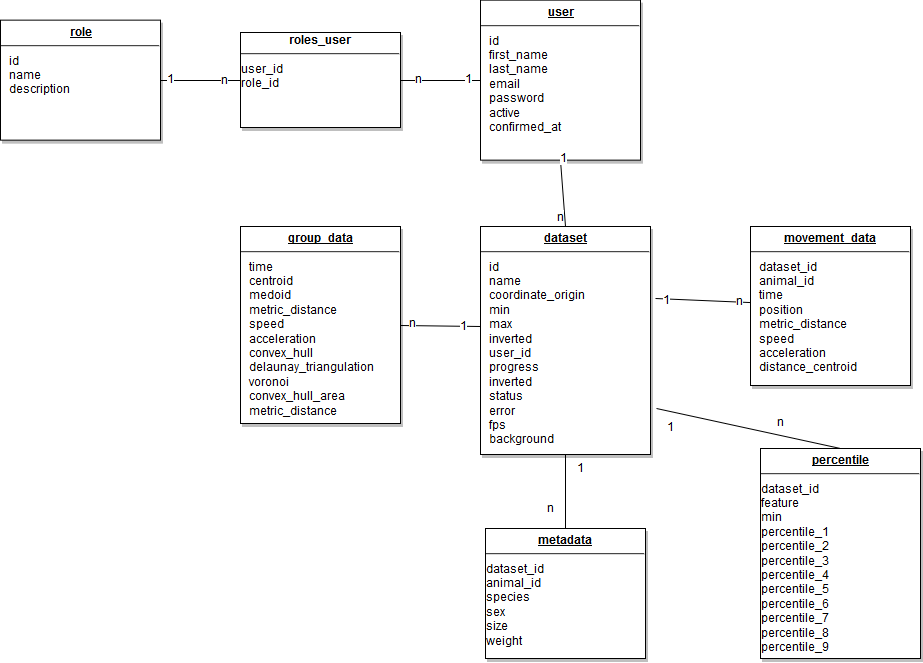 role
id
name
description
1
n
roles_user
user_id
role_id
n
1
user
id
first_name
last_name
email
password
active
confirmed_at
1
n
group_data
time
centroid
medoid
metric_distance
speed
acceleration
convex_hull
delaunay_triangulation
voronoi
convex_hull_area
metric_distance
n
1
dataset
id
name
coordinate_origin
min
max
inverted
user_id
progress
inverted
status
error
fps
background
1
n
movement_data
dataset_id
animal_id
time
position
metric_distance
speed
acceleration
distance_centroid
1
n
percentile
dataset_id
feature
min
percentile_1
percentile_2
percentile_3
percentile_4
percentile_5
percentile_6
percentile_7
percentile_8
percentile_9
1
n
metadata
dataset_id
animal_id
species
sex
size
weight